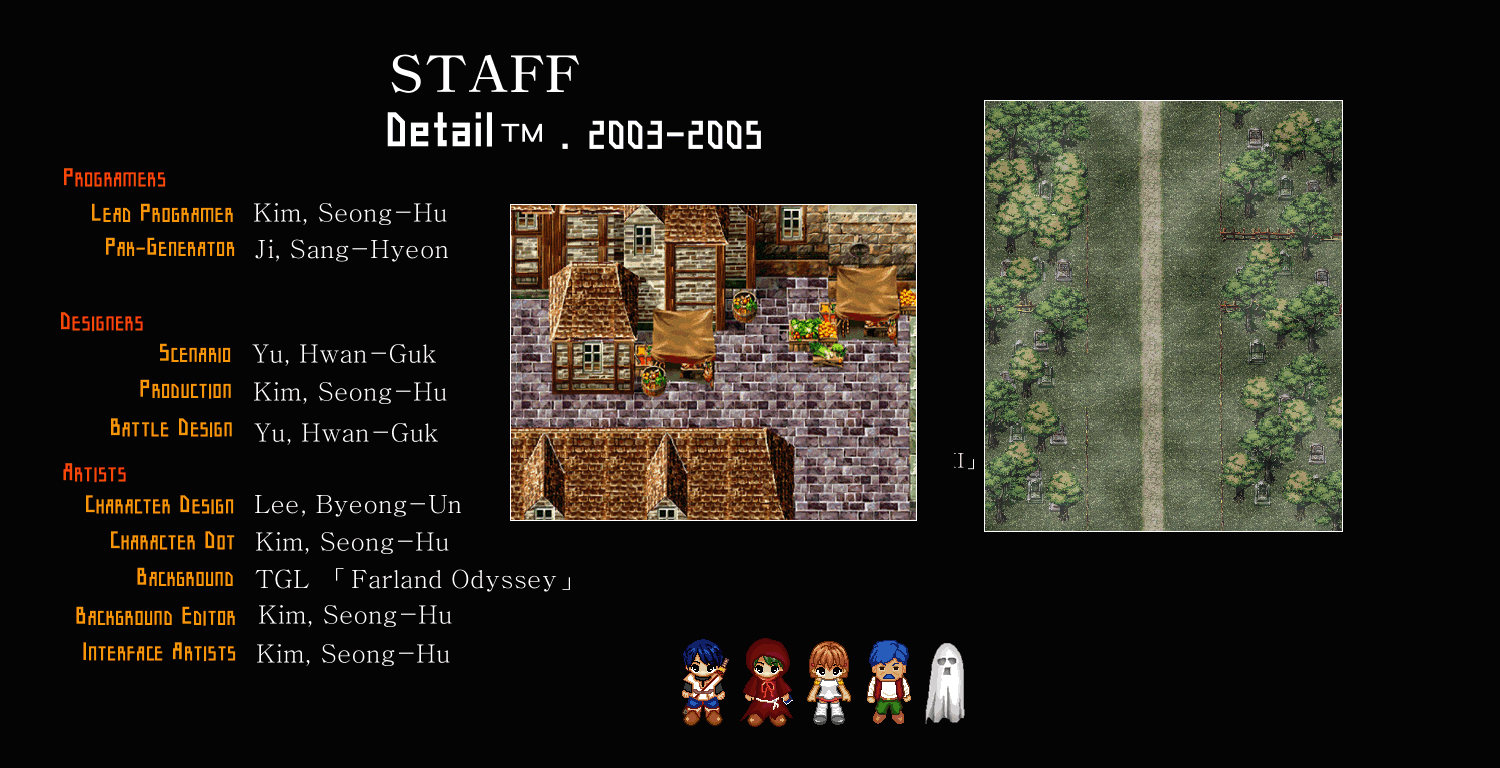 STAFF
Detail™ . 2003-2005
PROGRAMERS
LEAD PROGRAMER Kim, Seong-Hu
PAK-GENERATOR Ji, Sang-Hyeon
DESIGNERS
SCENARIO Yu, Hwan-Guk
PRODUCTION Kim, Seong-Hu
BATTLE DESIGN Yu, Hwan-Guk
ARTISTS
CHARACTER DESIGN Lee, Byeong-Un
CHARACTER DOT Kim, Seong-Hu
BACKGROUND TGL 「Farland Odyssey」
BACKGROUND EDITOR Kim, Seong-Hu
INTERFACE ARTISTS Kim, Seong-Hu